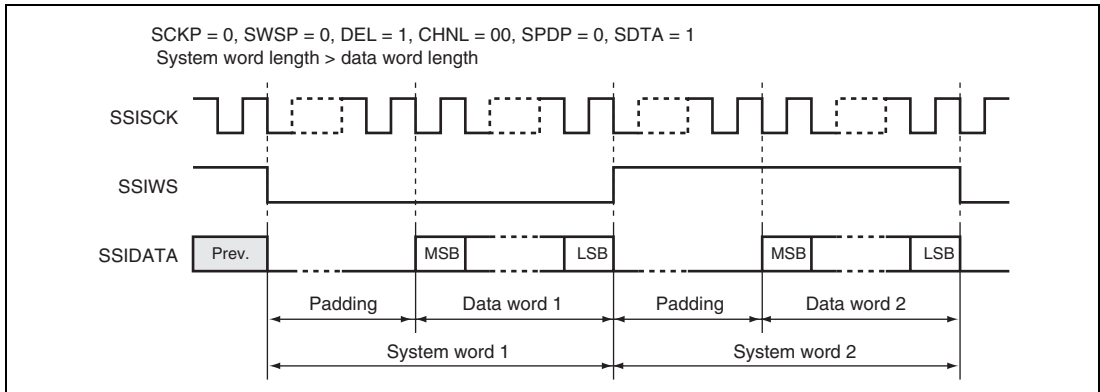 SCKP = 0, SWSP = 0, DEL = 1, CHNL = 00, SPDP = 0, SDTA = 1
System word length > data word length
SSISCK
SSIWS
SSIDATA
Prev.
MSB
LSB
MSB
LSB
Padding
Data word 1
Padding
Data word 2
System word 1
System word 2